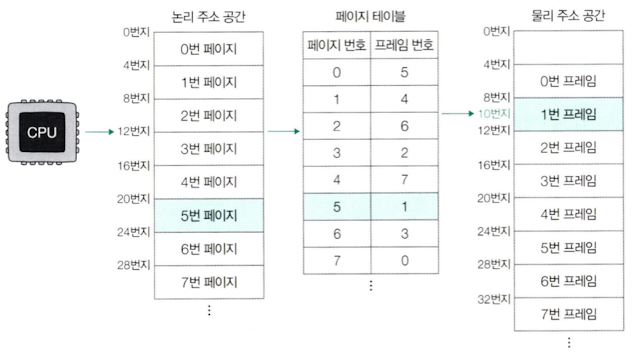 논리 주소 공간
0번지
0번 페이지
4번지
1번 페이지
8번지
2번 페이지
12번지
3번 페이지
16번지
4번 페이지
20번지
5번 페이지
24번지
6번 페이지
28번지
7번 페이지
⋮
CPU
페이지 테이블
페이지 번호 프레임 번호
0 5
1 4
2 6
3 2
4 7
5 1
6 3
7 0
⋮
물리 주소 공간
0번지
4번지
0번 프레임
8번지
10번지
1번 프레임
12번지
2번 프레임
16번지
3번 프레임
20번지
4번 프레임
24번지
5번 프레임
28번지
6번 프레임
32번지
7번 프레임
⋮